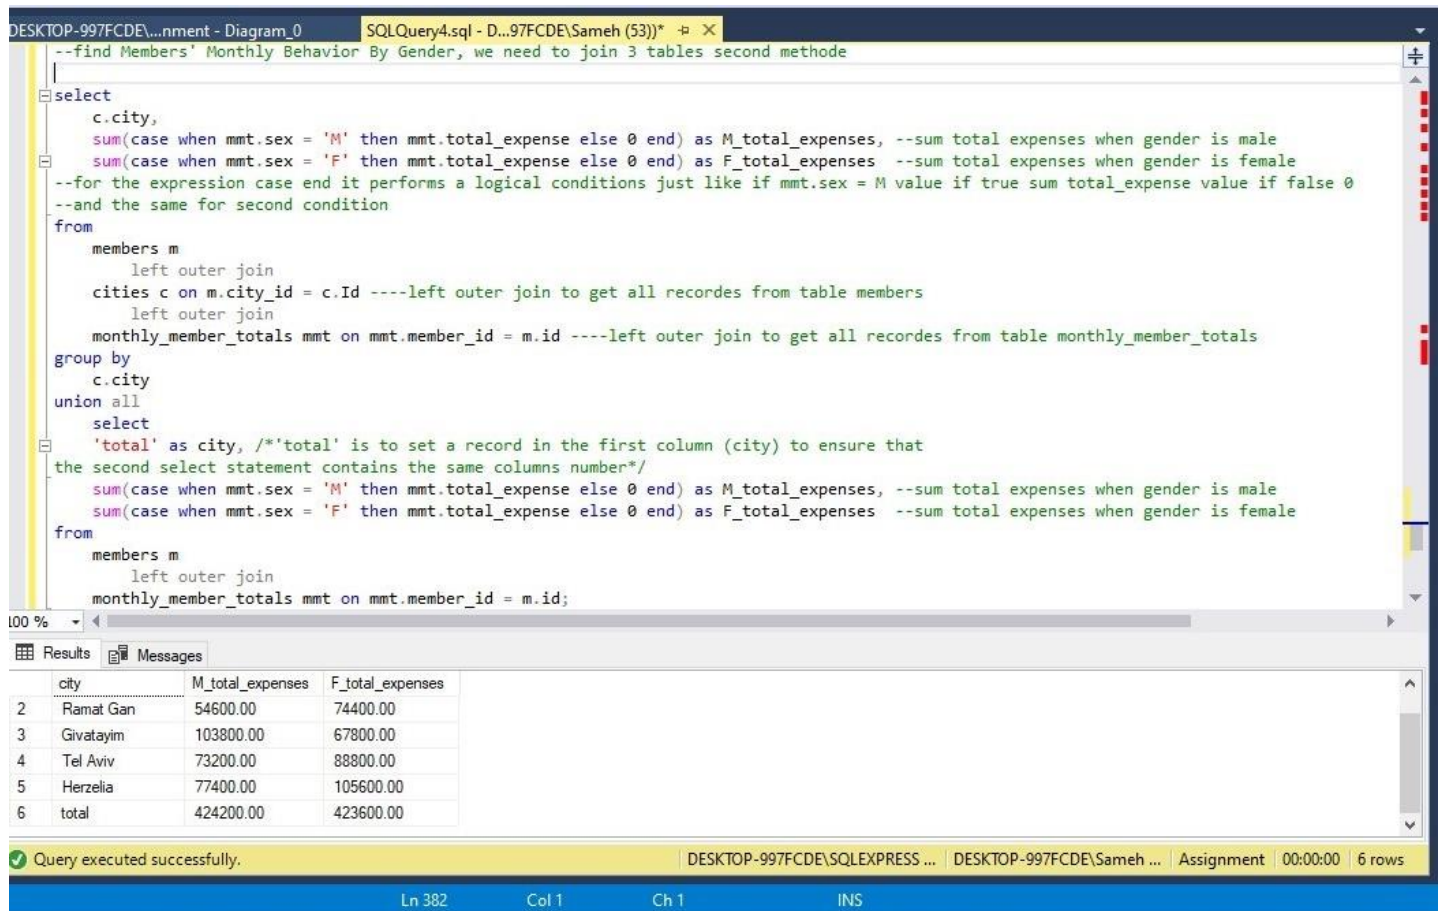 DESKTOP-997FCDE\...nment - Diagram_0 SQLQuery4.sql - D...97FCDE\Sameh (53))*
--find Members' Monthly Behavior By Gender, we need to join 3 tables second methode
select
c.city,
sum(case when mmt.sex = 'M' then mmt.total_expense else 0 end) as M_total_expenses, --sum total expenses when gender is male
sum(case when mmt.sex = 'F' then mmt.total_expense else 0 end) as F_total_expenses --sum total expenses when gender is female
--for the expression case end it performs a logical conditions just like if mmt.sex = M value if true sum total_expense value if false 0
--and the same for second condition
from
members m
left outer join
cities c on m.city_id = c.Id ----left outer join to get all recordes from table members
left outer join
monthly_member_totals mmt on mmt.member_id = m.id ----left outer join to get all recordes from table monthly_member_totals
group by
c.city
union all
select
'total' as city, /*'total' is to set a record in the first column (city) to ensure that
the second select statement contains the same columns number*/
sum(case when mmt.sex = 'M' then mmt.total_expense else 0 end) as M_total_expenses, --sum total expenses when gender is male
sum(case when mmt.sex = 'F' then mmt.total_expense else 0 end) as F_total_expenses --sum total expenses when gender is female
from
members m
left outer join
monthly_member_totals mmt on mmt.member_id = m.id;
100 %
Results Messages
city M_total_expenses F_total_expenses
2 Ramat Gan 54600.00 74400.00
3 Givatayim 103800.00 67800.00
4 Tel Aviv 73200.00 88800.00
5 Herzelia 77400.00 105600.00
6 total 424200.00 423600.00
Query executed successfully. DESKTOP-997FCDE\SQLEXPRESS ... DESKTOP-997FCDE\Sameh ... Assignment 00:00:00 6 rows
Ln 382 Col 1 Ch 1 INS